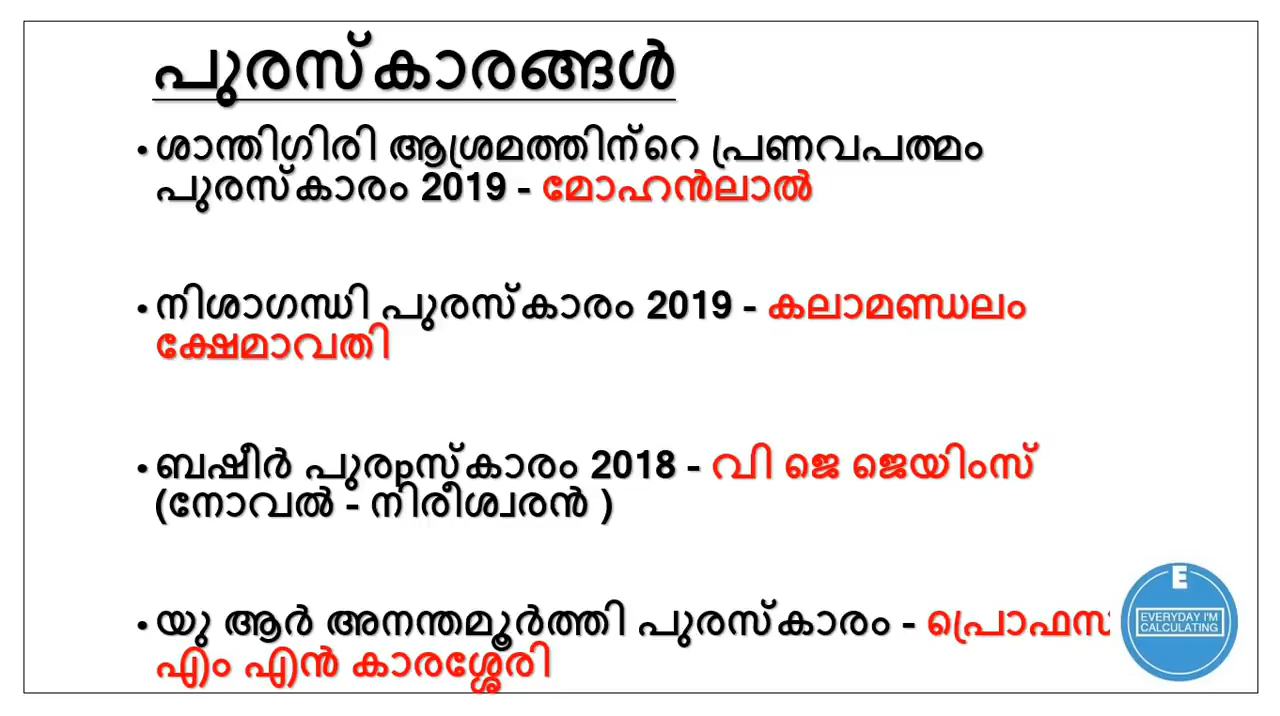 പുരസ്കാരങ്ങൾ
• ശാന്തിഗിരി ആശ്രമത്തിന്റെ പ്രണവപത്മം
പുരസ്കാരം 2019 - മോഹൻലാൽ
• നിശാഗന്ധി പുരസ്കാരം 2019 - കലാമണ്ഡലം
ക്ഷേമാവതി
• ബഷീർ പുരpസ്കാരം 2018 - വി ജെ ജെയിംസ്
(നോവൽ - നിരീശ്വരൻ )
• യു ആർ അനന്തമൂർത്തി പുരസ്കാരം -
എം എൻ കാരശ്ശേരി
E
EVERYDAY I'M
CALCULATING